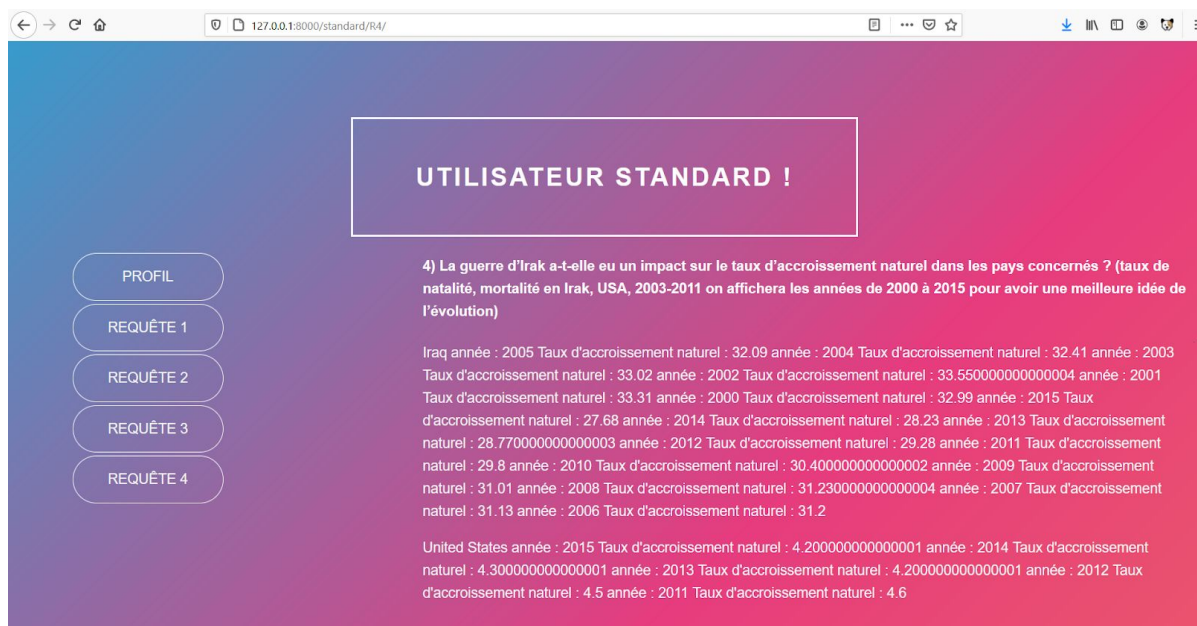 127.0.0.1:8000/standard/R4/
UTILISATEUR STANDARD !
PROFIL
REQUÊTE 1
REQUÊTE 2
REQUÊTE 3
REQUÊTE 4
4) La guerre d'Irak a-t-elle eu un impact sur le taux d'accroissement naturel dans les pays concernés ? (taux de
natalité, mortalité en Irak, USA, 2003-2011 on affichera les années de 2000 à 2015 pour avoir une meilleure idée de
l'évolution)
Iraq année : 2005 Taux d'accroissement naturel : 32.09 année : 2004 Taux d'accroissement naturel : 32.41 année : 2003
Taux d'accroissement naturel : 33.02 année : 2002 Taux d'accroissement naturel : 33.550000000000004 année : 2001
Taux d'accroissement naturel : 33.31 année : 2000 Taux d'accroissement naturel : 32.99 année : 2015 Taux
d'accroissement naturel : 27.68 année : 2014 Taux d'accroissement naturel : 28.23 année : 2013 Taux d'accroissement
naturel : 28.770000000000003 année : 2012 Taux d'accroissement naturel : 29.28 année : 2011 Taux d'accroissement
naturel : 29.8 année : 2010 Taux d'accroissement naturel : 30.400000000000002 année : 2009 Taux d'accroissement
naturel : 31.01 année : 2008 Taux d'accroissement naturel : 31.230000000000004 année : 2007 Taux d'accroissement
naturel : 31.13 année : 2006 Taux d'accroissement naturel : 31.2
United States année : 2015 Taux d'accroissement naturel : 4.200000000000001 année : 2014 Taux d'accroissement
naturel : 4.300000000000001 année : 2013 Taux d'accroissement naturel : 4.200000000000001 année : 2012 Taux
d'accroissement naturel : 4.5 année : 2011 Taux d'accroissement naturel : 4.6